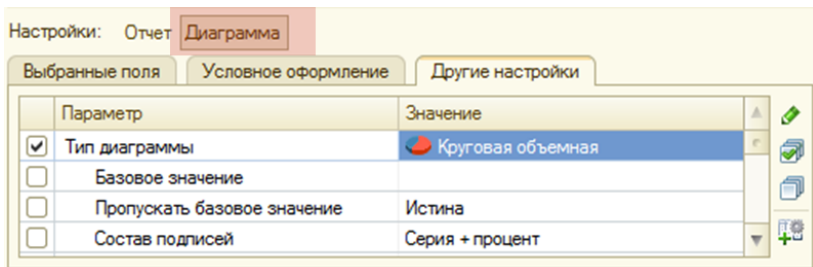 Настройки: Отчет Диаграмма
Выбранные поля Условное оформление Другие настройки
Параметр Значение
Тип диаграммы Круговая объемная
Базовое значение
Пропускать базовое значение Истина
Состав подписей Серия + процент